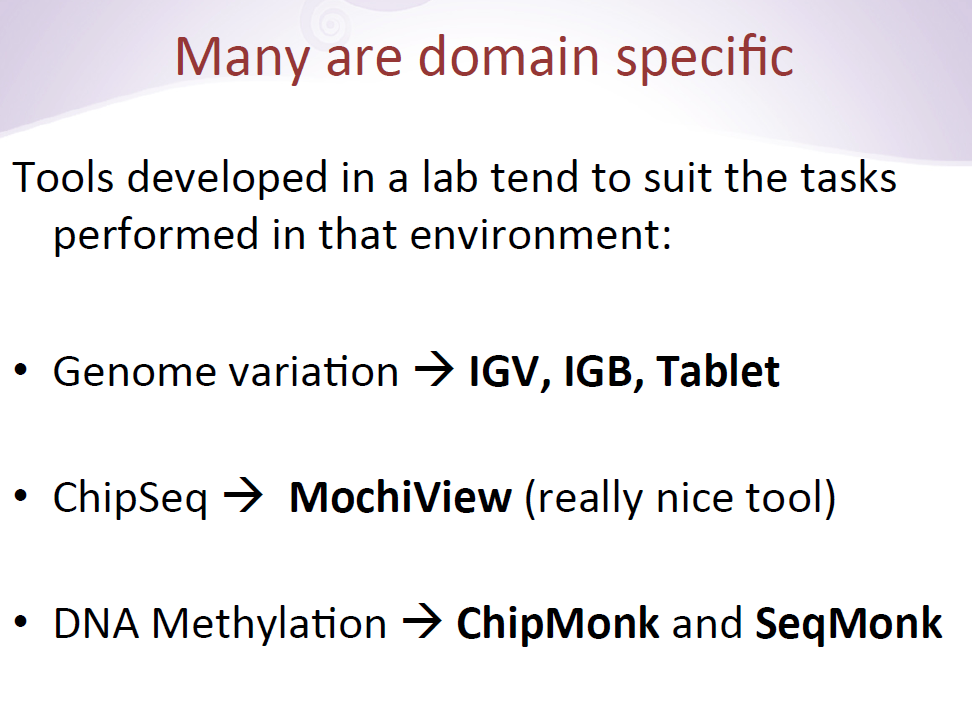 Many are domain specific
Tools developed in a lab tend to suit the tasks
performed in that environment:
• Genome variation → IGV, IGB, Tablet
• ChipSeq → MochiView (really nice tool)
• DNA Methylation → ChipMonk and SeqMonk